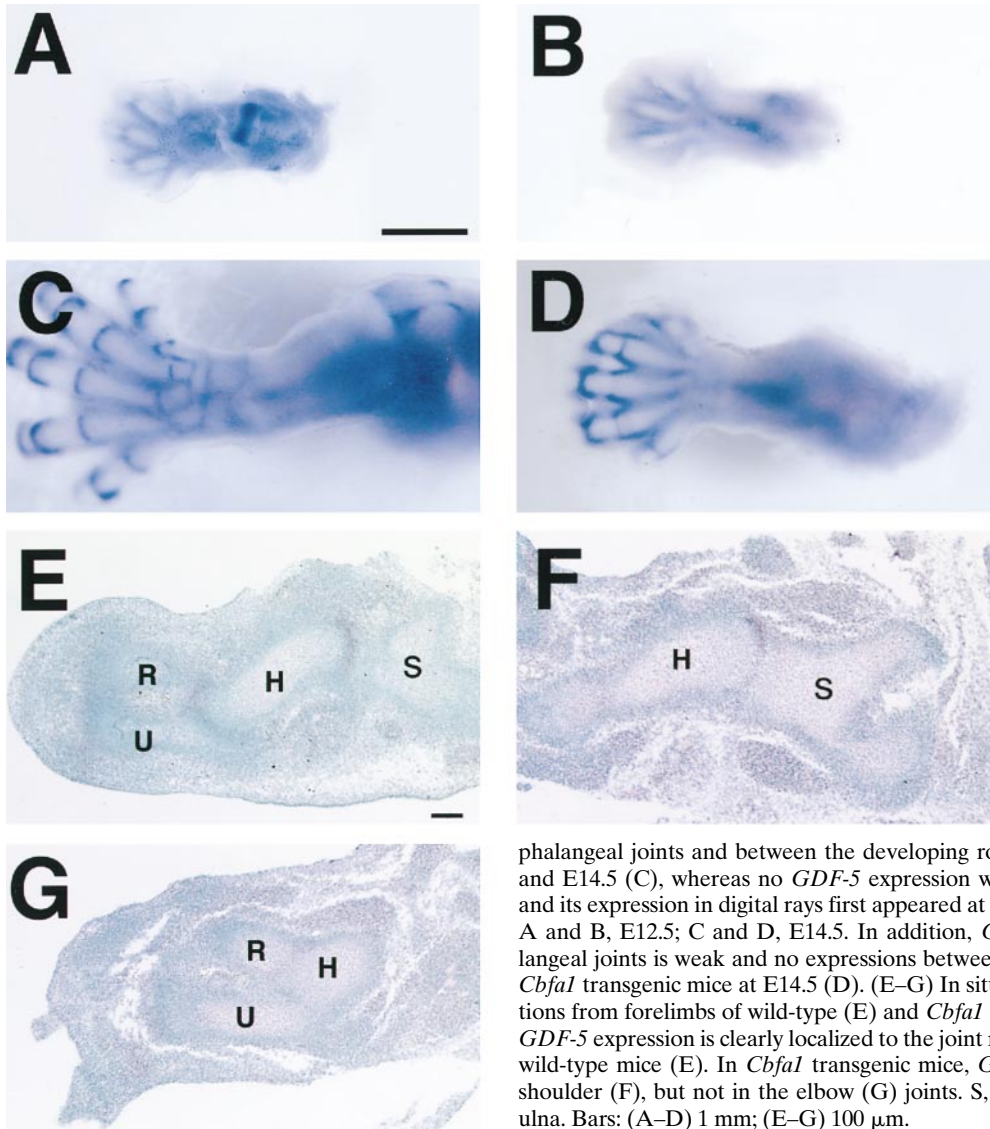 A
B
C
D
E
R
U
H
S
F
H
S
G
R
H
U
phalangeal joints and between the developing ro
and E14.5 (C), whereas no GDF-5 expression w
and its expression in digital rays first appeared at
A and B, E12.5; C and D, E14.5. In addition, G
langeal joints is weak and no expressions between
Cbfa1 transgenic mice at E14.5 (D). (E–G) In situ
tions from forelimbs of wild-type (E) and Cbfa1
GDF-5 expression is clearly localized to the joint r
wild-type mice (E). In Cbfa1 transgenic mice, G
shoulder (F), but not in the elbow (G) joints. S,
ulna. Bars: (A–D) 1 mm; (E–G) 100 μm.